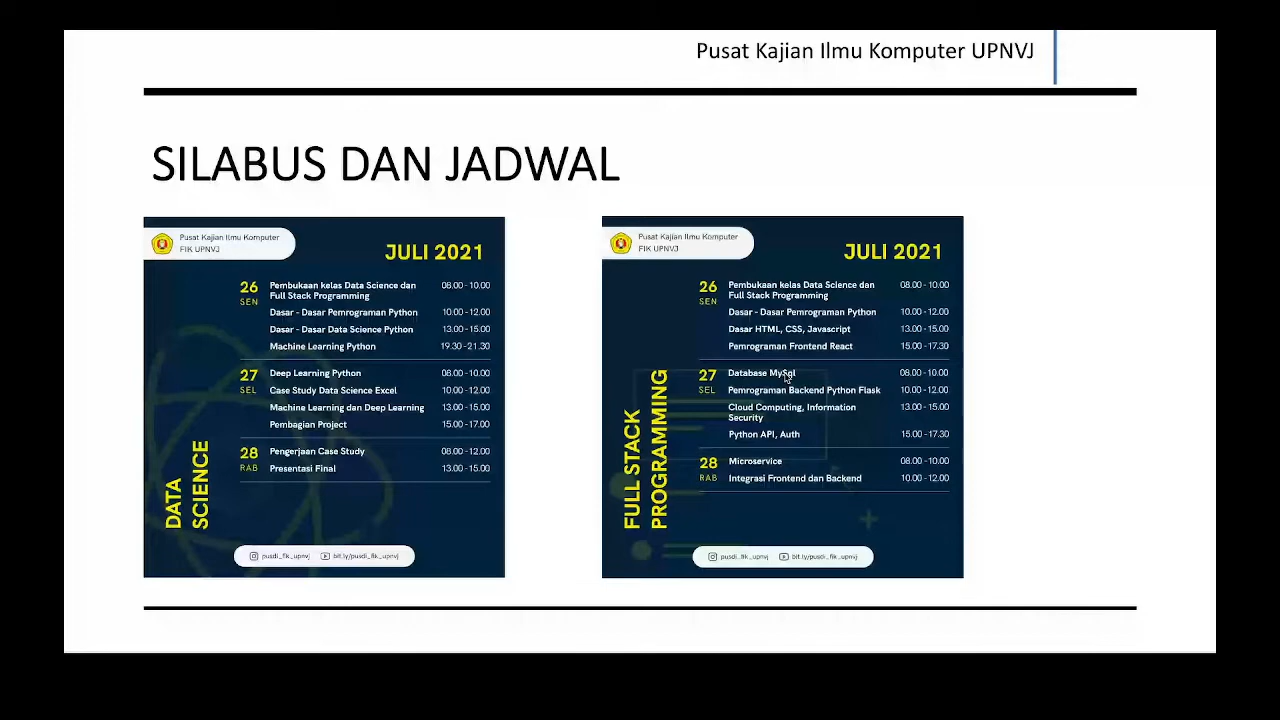 Pusat Kajian Ilmu Komputer UPNVJ
SILABUS DAN JADWAL
Pusat Kajian Ilmu Komputer
FIK UPNVJ
JULI 2021
26 SEN
Pembukaan kelas Data Science dan 08.00 - 10.00
Full Stack Programming
Dasar - Dasar Pemrograman Python 10.00 - 12.00
Dasar - Dasar Data Science Python 13.00 - 15.00
Machine Learning Python 19.30 - 21.30
27 SEL
Deep Learning Python 08.00 - 10.00
Case Study Data Science Excel 10.00 - 12.00
Machine Learning dan Deep Learning 13.00 - 15.00
Pembagian Project 15.00 - 17.00
28 RAB
Pengerjaan Case Study 08.00 - 12.00
Presentasi Final 13.00 - 15.00
DATA
SCIENCE
pusdi_fik_upnvj bit.ly/pusdi_fik_upnvj
Pusat Kajian Ilmu Komputer
FIK UPNVJ
JULI 2021
26 SEN
Pembukaan kelas Data Science dan 08.00 - 10.00
Full Stack Programming
Dasar - Dasar Pemrograman Python 10.00 - 12.00
Dasar HTML, CSS, Javascript 13.00 - 15.00
Pemrograman Frontend React 15.00 - 17.30
27 SEL
Database MySql 08.00 - 10.00
Pemrograman Backend Python Flask 10.00 - 12.00
Cloud Computing, Information 13.00 - 15.00
Security
Python API, Auth 15.00 - 17.30
28 RAB
Microservice 08.00 - 10.00
Integrasi Frontend dan Backend 10.00 - 12.00
FULL STACK
PROGRAMMING
pusdi_fik_upnvj bit.ly/pusdi_fik_upnvj